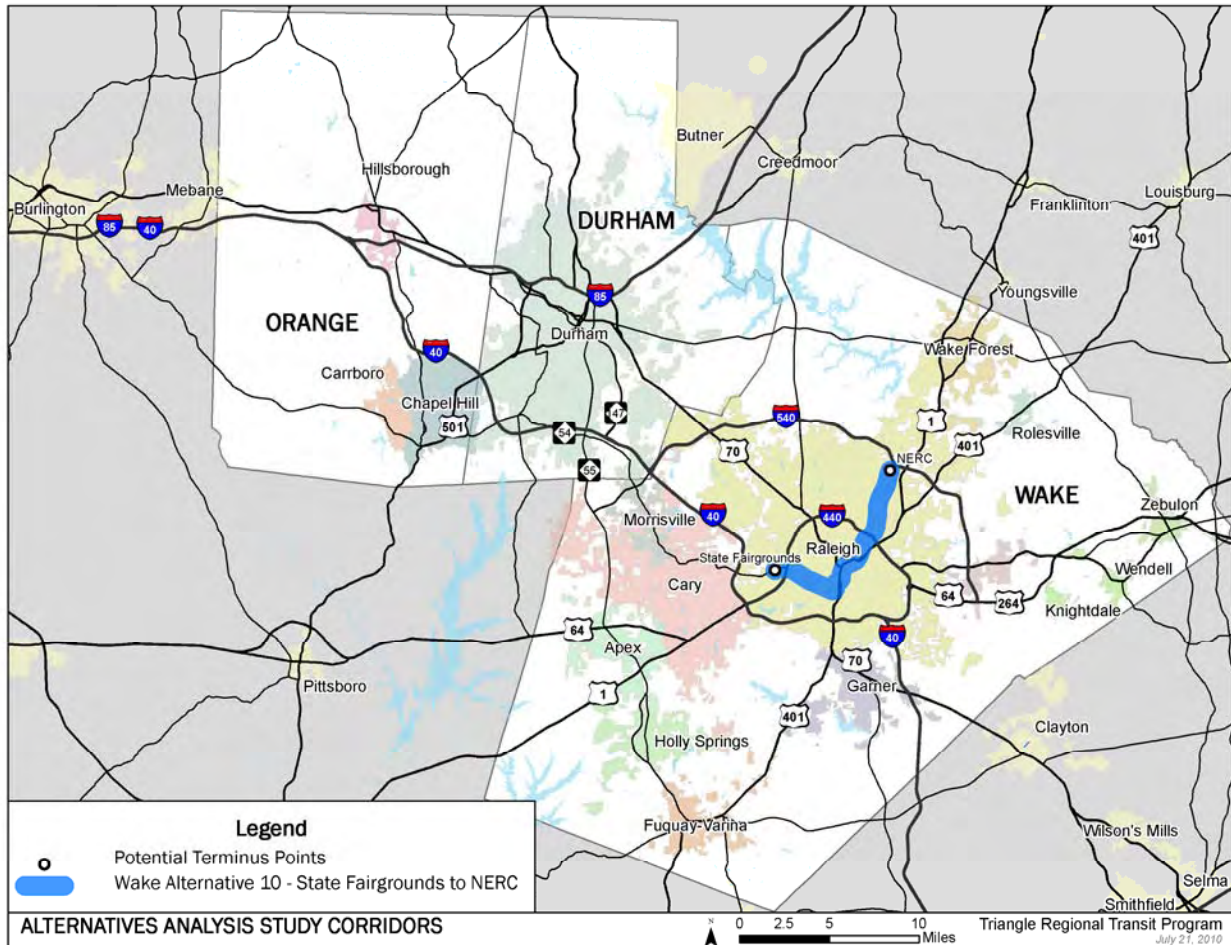 Butner
Creedmoor
Hillsborough
Mebane
Burlington
Louisburg
Franklinton
85
40
DURHAM
401
85
Youngsville
ORANGE
Durham
40
Wake Forest
Carrboro
Chapel Hill
501
147
54
540
1
401
Rolesville
70
NERC
55
WAKE
Zebulon
Morrisville
40
440
Raleigh
State Fairgrounds
Wendell
Cary
64
264
Knightdale
64
40
Apex
70
Pittsboro
1
Garner
401
Clayton
Holly Springs
Fuquay-Varina
Wilson's Mills
Selma
Smithfield
Legend
Potential Terminus Points
Wake Alternative 10 - State Fairgrounds to NERC
ALTERNATIVES ANALYSIS STUDY CORRIDORS
N
0 2.5 5 10
Miles
Triangle Regional Transit Program
July 21, 2010